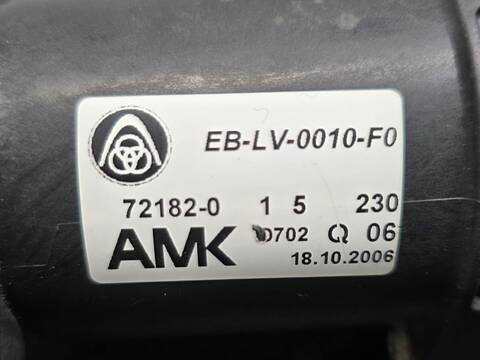 EB-LV-0010-F0
72182-0 1 5 230
AMK 0702 Q 06
18.10.2006